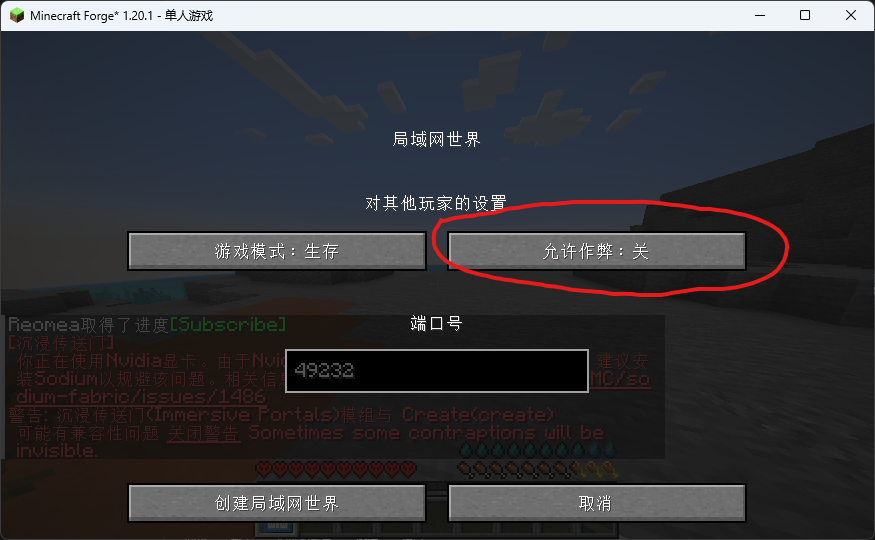 Minecraft Forge* 1.20.1 - 单人游戏
局域网世界
对其他玩家的设置
游戏模式：生存
允许作弊：关
端口号
49232
Reomea取得了进度[Subscribe]
[沉浸传送门]
你正在使用Nvidia显卡。由于Nvi 建议安
装Sodium以规避该问题。相关信 MC/so
dium-fabric/issues/1486
警告: 沉浸传送门(Immersive Portals)模组与 Create(create)
可能有兼容性问题 关闭警告 Sometimes some contraptions will be
invisible.
创建局域网世界
取消